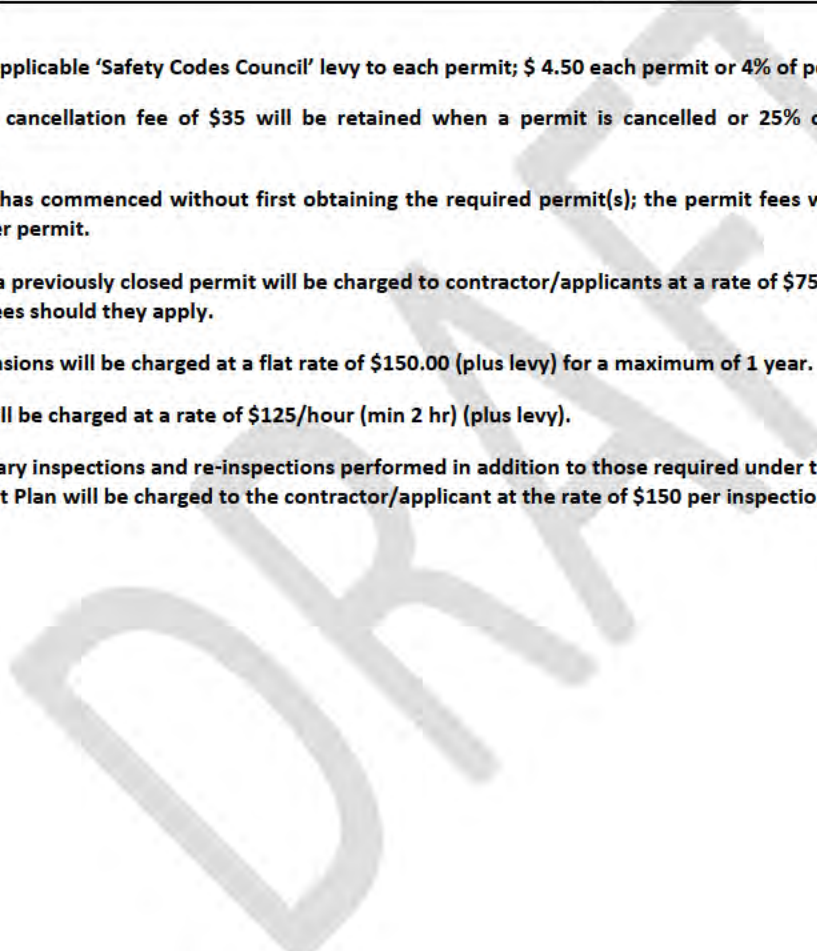 pplicable ‘Safety Codes Council’ levy to each permit; $ 4.50 each permit or 4% of p
cancellation fee of $35 will be retained when a permit is cancelled or 25%
has commenced without first obtaining the required permit(s); the permit fees
er permit.
a previously closed permit will be charged to contractor/applicants at a rate of $75
ees should they apply.
nsions will be charged at a flat rate of $150.00 (plus levy) for a maximum of 1 year.
ll be charged at a rate of $125/hour (min 2 hr) (plus levy).
ary inspections and re-inspections performed in addition to those required under t
t Plan will be charged to the contractor/applicant at the rate of $150 per inspectio
DRAFT